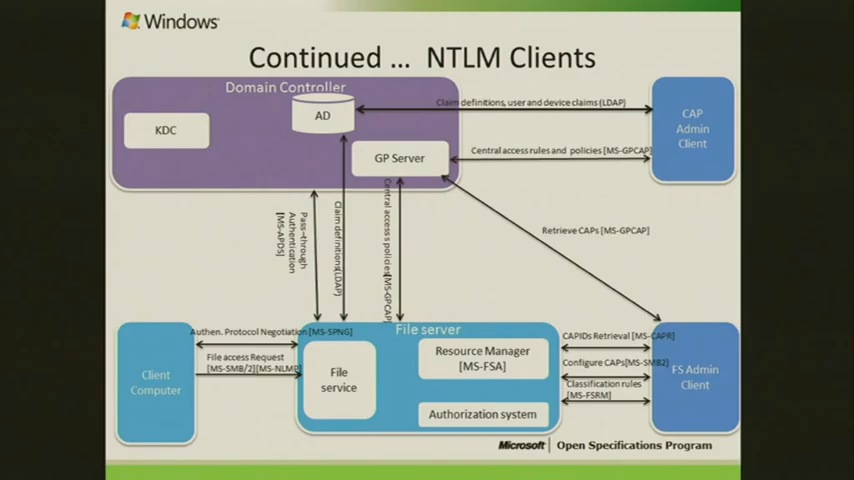 Windows
Continued ... NTLM Clients
Domain Controller
KDC
AD
GP Server
CAP
Admin
Client
Claim definitions, user and device claims(LDAP)
Central access rules and policies [MS-GPCAP]
Retrieve CAPs [MS-GPCAP]
Pass–through
Authentication
[MS-APDS]
Claim definitions(LDAP)
Central access s policies[MS-GPCAP]
Client
Computer
Authen. Protocol Negotiation [MS-SPNG]
File access Request
[MS-SMB/2][MS-NLMP]
File server
File
service
Resource Manager
[MS-FSA]
Authorization system
CAPIDs Retrieval [MS-CAPR]
Configure CAPs[MS-SMB2]
Classification rules
[MS-FSRM]
FS Admin
Client
Microsoft | Open Specifications Program